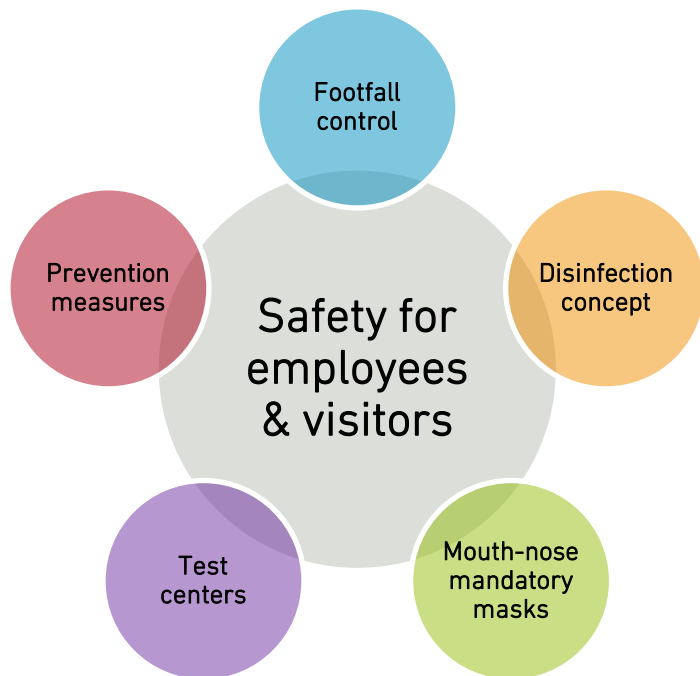 Footfall
control
Prevention
measures
Disinfection
concept
Safety for
employees
& visitors
Test
centers
Mouth-nose
mandatory
masks